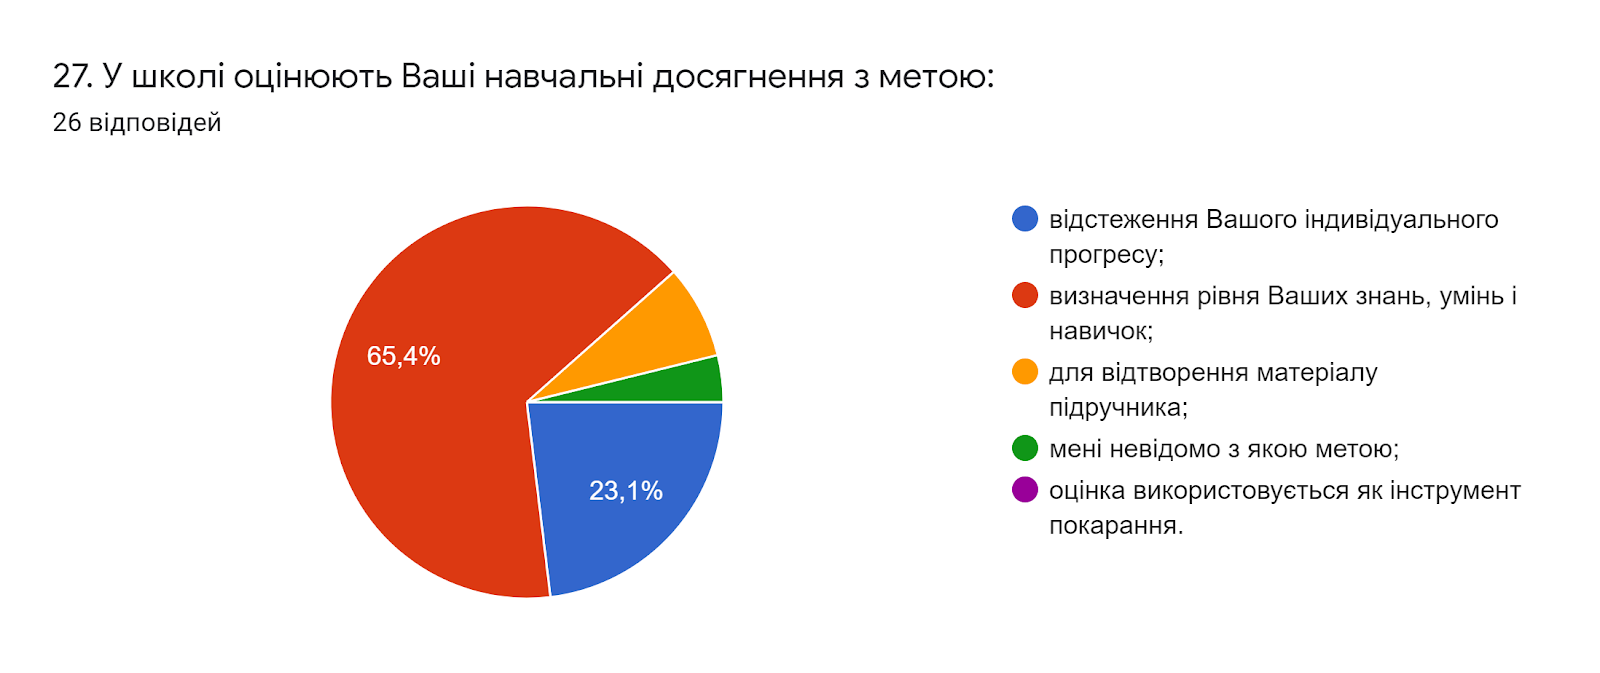 27. У школі оцінюють Ваші навчальні досягнення з метою:
26 відповідей
65,4%
23,1%
відстеження Вашого індивідуального
прогресу;
визначення рівня Ваших знань, умінь і
навичок;
для відтворення матеріалу
підручника;
мені невідомо з якою метою;
оцінка використовується як інструмент
покарання.